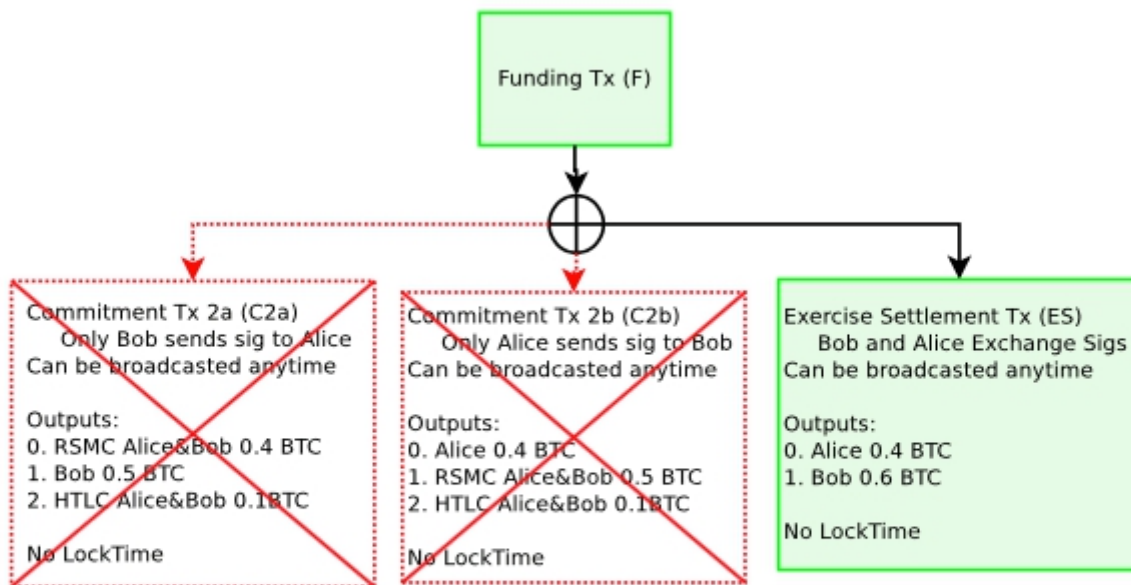 Funding Tx (F)
Commitment Tx 2a (C2a)
Only Bob sends sig to Alice
Can be broadcasted anytime
Outputs:
0. RSMC Alice&Bob 0.4 BTC
1. Bob 0.5 BTC
2. HTLC Alice&Bob 0.1BTC
No LockTime
Commitment Tx 2b (C2b)
Only Alice sends sig to Bob
Can be broadcasted anytime
Outputs:
0. Alice 0.4 BTC
1. RSMC Alice&Bob 0.5 BTC
2. HTLC Alice&Bob 0.1BTC
No LockTime
Exercise Settlement Tx (ES)
Bob and Alice Exchange Sigs
Can be broadcasted anytime
Outputs:
0. Alice 0.4 BTC
1. Bob 0.6 BTC
No LockTime